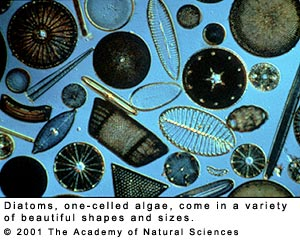 Diatoms, one-celled algae, come in a variety
of beautiful shapes and sizes.
© 2001 The Academy of Natural Sciences